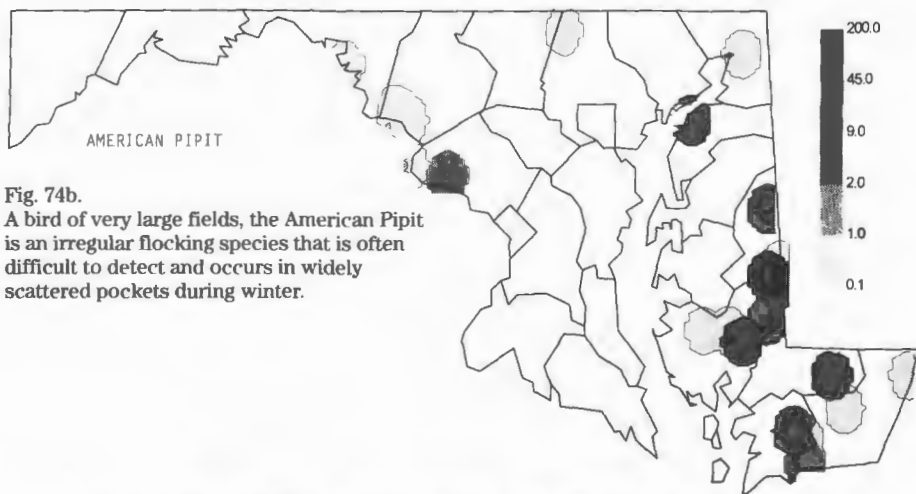 200.0
45.0
9.0
2.0
1.0
0.1
AMERICAN PIPIT
Fig. 74b.
A bird of very large fields, the American Pipit
is an irregular flocking species that is often
difficult to detect and occurs in widely
scattered pockets during winter.